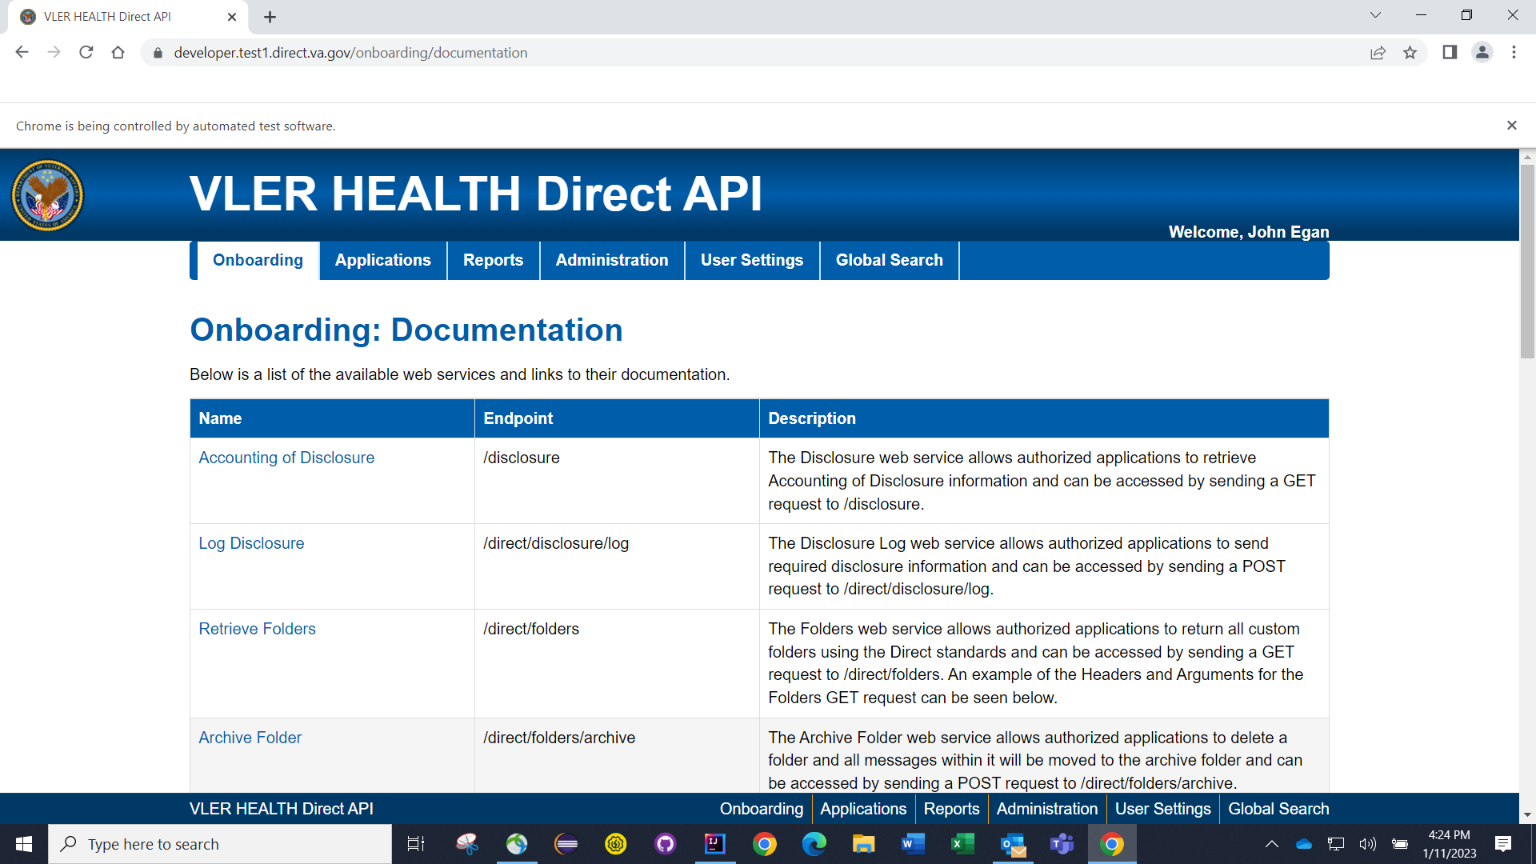 VLER HEALTH Direct API
developer.test1.direct.va.gov/onboarding/documentation
Chrome is being controlled by automated test software.
VLER HEALTH Direct API
Welcome, John Egan
Onboarding Applications Reports Administration User Settings Global Search
Onboarding: Documentation
Below is a list of the available web services and links to their documentation.
Name Endpoint Description
Accounting of Disclosure /disclosure The Disclosure web service allows authorized applications to retrieve
Accounting of Disclosure information and can be accessed by sending a GET
request to /disclosure.
Log Disclosure /direct/disclosure/log The Disclosure Log web service allows authorized applications to send
required disclosure information and can be accessed by sending a POST
request to /direct/disclosure/log.
Retrieve Folders /direct/folders The Folders web service allows authorized applications to return all custom
folders using the Direct standards and can be accessed by sending a GET
request to /direct/folders. An example of the Headers and Arguments for the
Folders GET request can be seen below.
Archive Folder /direct/folders/archive The Archive Folder web service allows authorized applications to delete a
folder and all messages within it will be moved to the archive folder and can
be accessed by sending a POST request to /direct/folders/archive.
VLER HEALTH Direct API Onboarding Applications Reports Administration User Settings Global Search
Type here to search
4:24 PM
1/11/2023